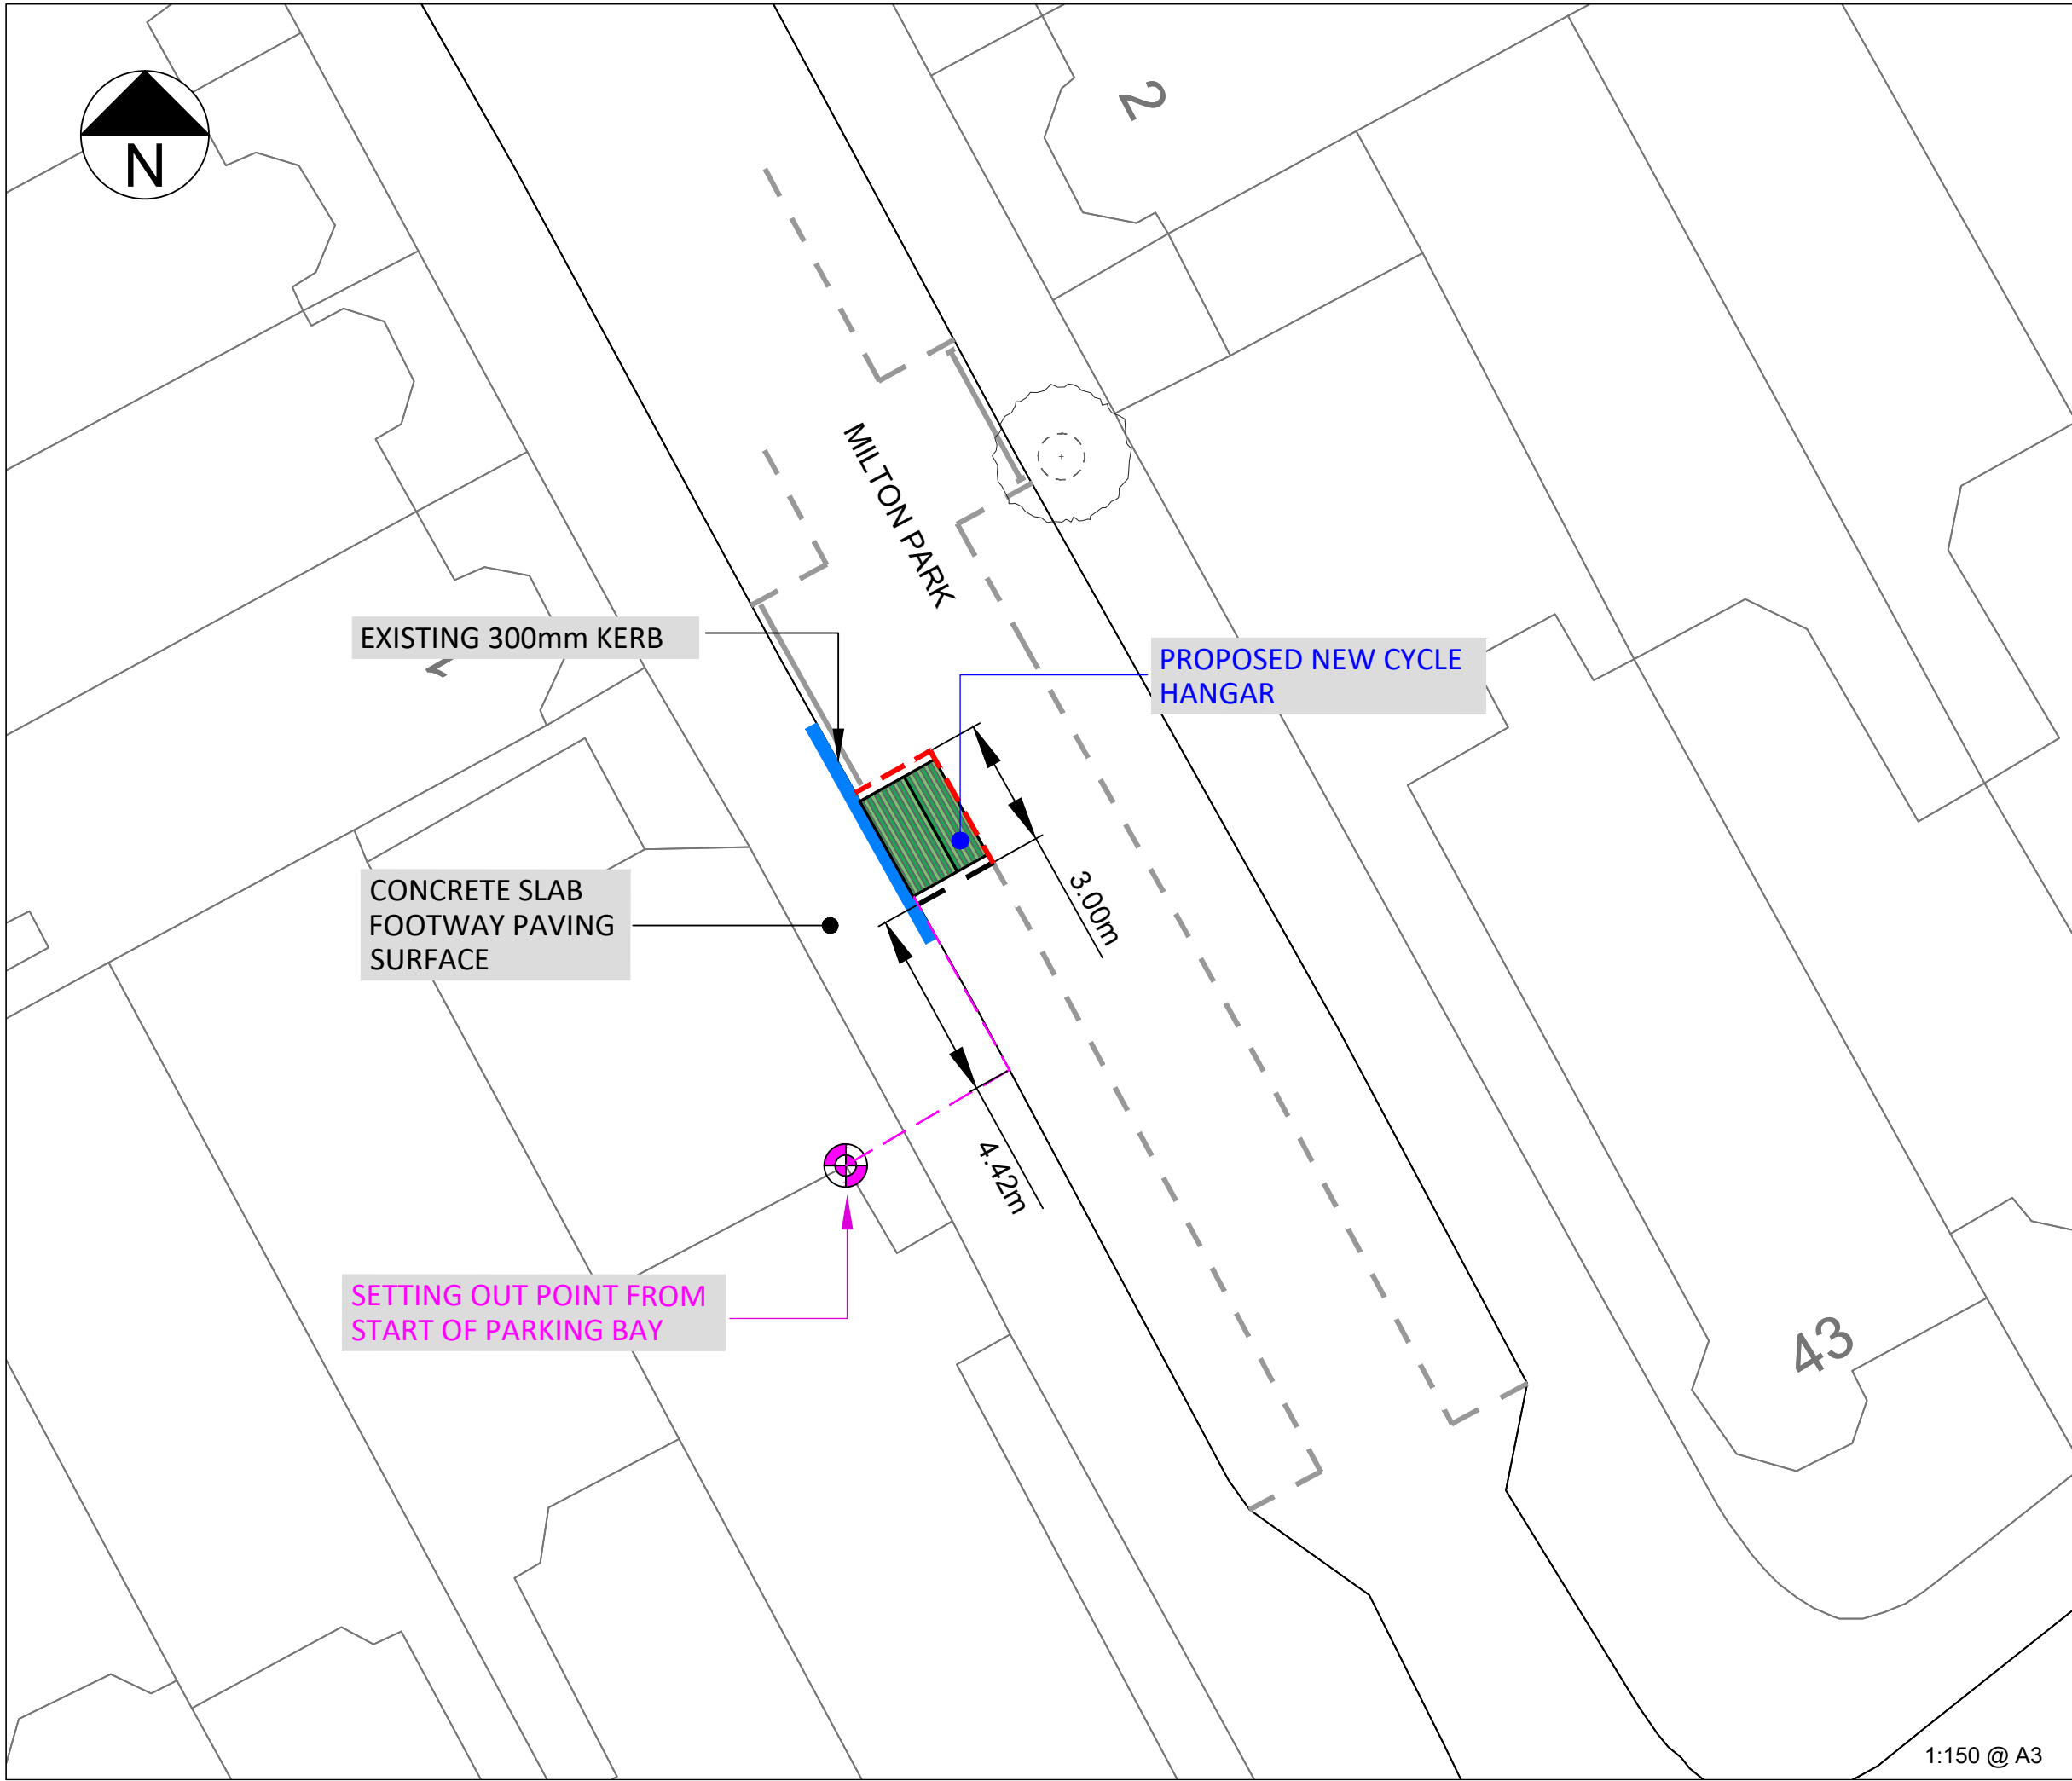 N
2
MILTON PARK
EXISTING 300mm KERB
PROPOSED NEW CYCLE
HANGAR
3.00m
CONCRETE SLAB
FOOTWAY PAVING
SURFACE
4.42m
SETTING OUT POINT FROM
START OF PARKING BAY
43
1:150 @ A3